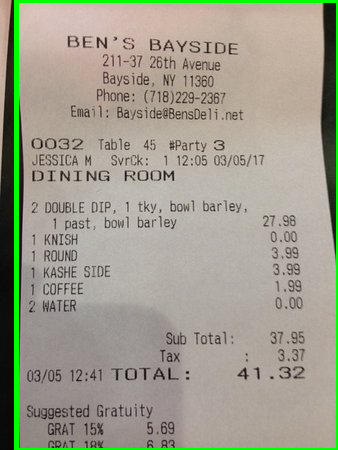 BEN'S BAYSIDE
211-37 26th Avenue
Bayside, NY 11360
Phone: (718)229-2367
Email: Bayside@BensDeli.net
0032 Table 45 #Party 3
JESSICA M SvrCk: 1 12:05 03/05/17
DINING ROOM
2 DOUBLE DIP, 1 tky, bowl barley,
1 past, bowl barley 27.98
1 KNISH 0.00
1 ROUND 3.99
1 KASHE SIDE 3.99
1 COFFEE 1.99
2 WATER 0.00
Sub Total: 37.95
Tax : 3.37
03/05 12:41 TOTAL: 41.32
Suggested Gratuity
GRAT 15% 5.69
GRAT 18% 6.83